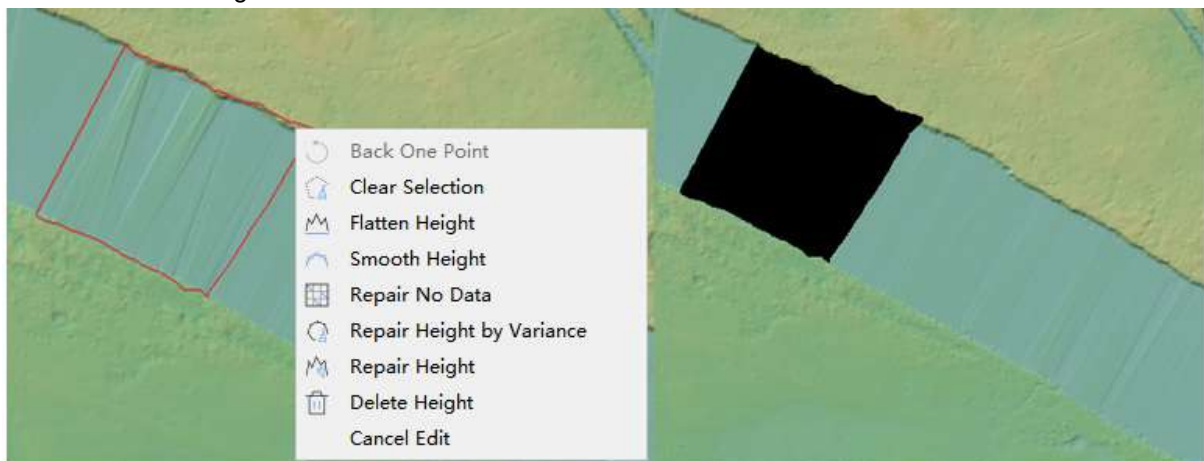 Back One Point
Clear Selection
Flatten Height
Smooth Height
Repair No Data
Repair Height by Variance
Repair Height
Delete Height
Cancel Edit